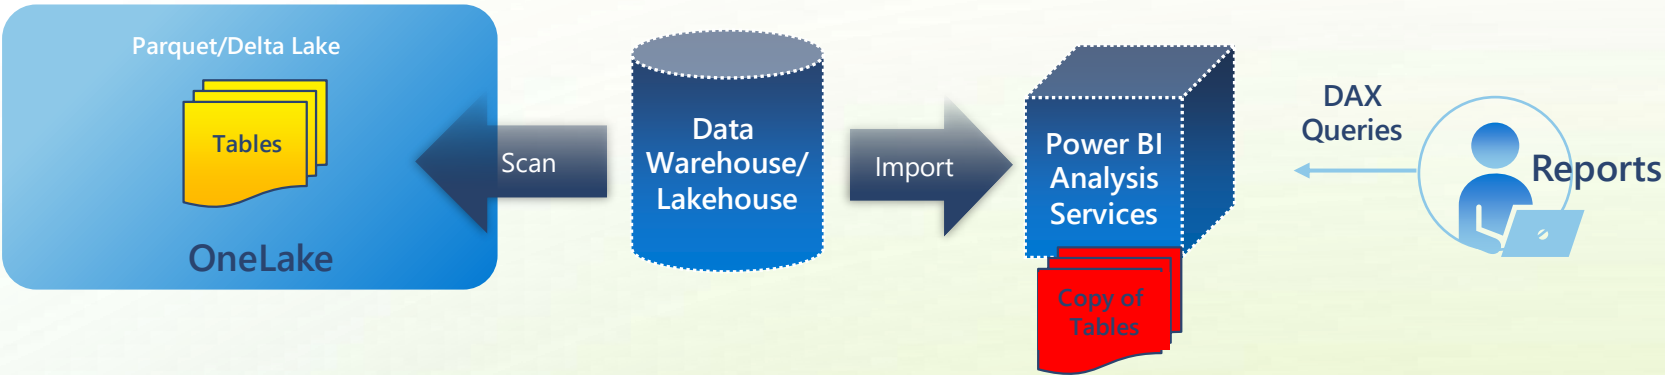 Parquet/Delta Lake
Tables
OneLake
Scan
Data
Warehouse/
Lakehouse
Import
Power BI
Analysis
Services
Copy of
Tables
DAX
Queries
Reports